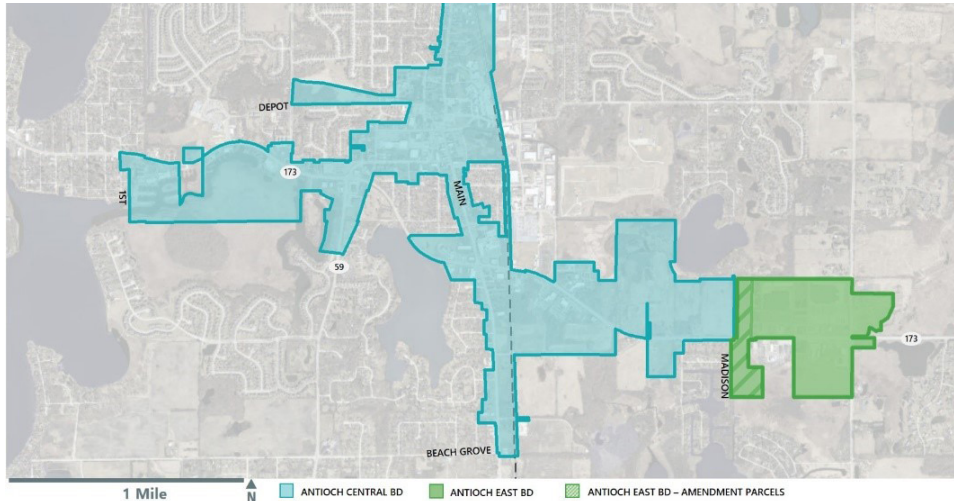 DEPOT
173
1ST
MAIN
59
173
MADISON
BEACH GROVE
1 Mile
N
ANTIOCH CENTRAL BD
ANTIOCH EAST BD
ANTIOCH EAST BD – AMENDMENT PARCELS